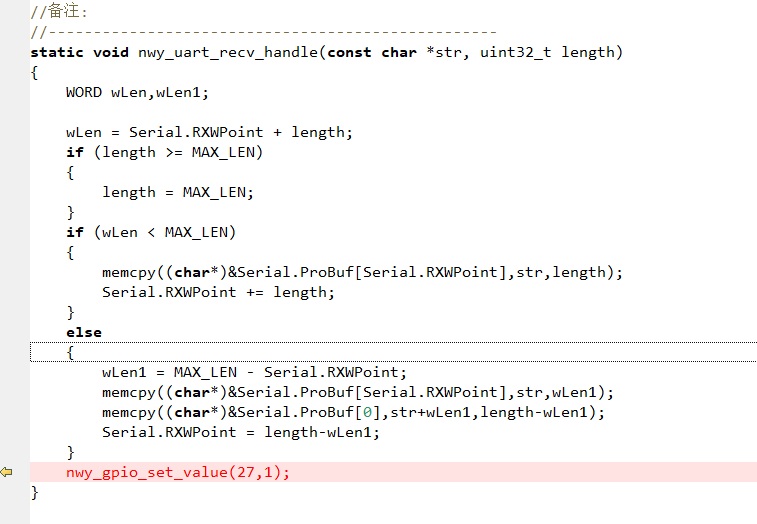 //备注:
//--------------------------------------------------
static void nwy_uart_recv_handle(const char *str, uint32_t length)
{
    WORD wLen,wLen1;
    wLen = Serial.RXWPoint + length;
    if (length >= MAX_LEN)
    {
        length = MAX_LEN;
    }
    if (wLen < MAX_LEN)
    {
        memcpy((char*)&Serial.ProBuf[Serial.RXWPoint],str,length);
        Serial.RXWPoint += length;
    }
    else
    {
        wLen1 = MAX_LEN - Serial.RXWPoint;
        memcpy((char*)&Serial.ProBuf[Serial.RXWPoint],str,wLen1);
        memcpy((char*)&Serial.ProBuf[0],str+wLen1,length-wLen1);
        Serial.RXWPoint = length-wLen1;
    }
    nwy_gpio_set_value(27,1);
}